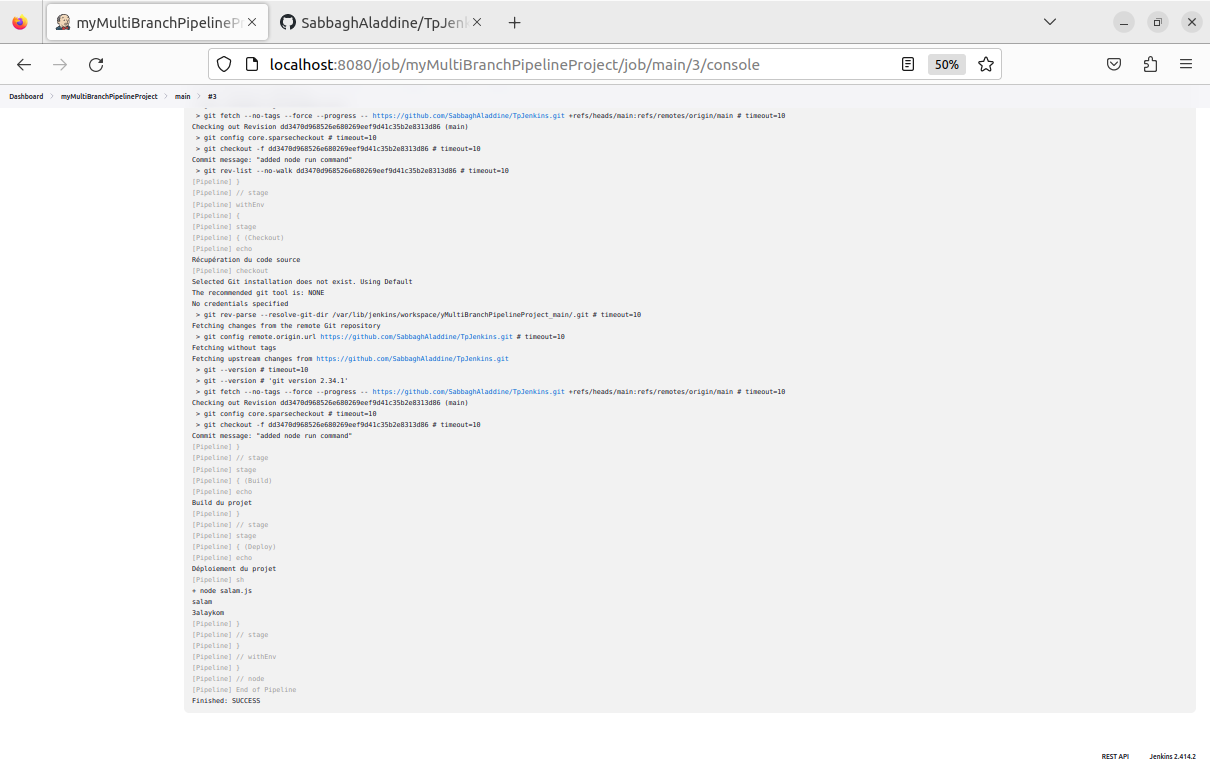 myMultiBranchPipelineP
SabbaghAladdine/TpJen
localhost:8080/job/myMultiBranchPipelineProject/job/main/3/console
50%
Dashboard > myMultiBranchPipelineProject > main > #3
> git fetch --no-tags --force --progress -- https://github.com/SabbaghAladdine/TpJenkins.git +refs/heads/main:refs/remotes/origin/main # timeout=10
Checking out Revision dd3470d968526e680269eef9d41c35b2e8313d86 (main)
> git config core.sparsecheckout # timeout=10
> git checkout -f dd3470d968526e680269eef9d41c35b2e8313d86 # timeout=10
Commit message: "added node run command"
> git rev-list --no-walk dd3470d968526e680269eef9d41c35b2e8313d86 # timeout=10
[Pipeline] }
[Pipeline] // stage
[Pipeline] withEnv
[Pipeline] {
[Pipeline] stage
[Pipeline] { (Checkout)
[Pipeline] echo
Récupération du code source
[Pipeline] checkout
Selected Git installation does not exist. Using Default
The recommended git tool is: NONE
No credentials specified
> git rev-parse --resolve-git-dir /var/lib/jenkins/workspace/yMultiBranchPipelineProject_main/.git # timeout=10
Fetching changes from the remote Git repository
> git config remote.origin.url https://github.com/SabbaghAladdine/TpJenkins.git # timeout=10
Fetching without tags
Fetching upstream changes from https://github.com/SabbaghAladdine/TpJenkins.git
> git --version # timeout=10
> git --version # 'git version 2.34.1'
> git fetch --no-tags --force --progress -- https://github.com/SabbaghAladdine/TpJenkins.git +refs/heads/main:refs/remotes/origin/main # timeout=10
Checking out Revision dd3470d968526e680269eef9d41c35b2e8313d86 (main)
> git config core.sparsecheckout # timeout=10
> git checkout -f dd3470d968526e680269eef9d41c35b2e8313d86 # timeout=10
Commit message: "added node run command"
[Pipeline] }
[Pipeline] // stage
[Pipeline] stage
[Pipeline] { (Build)
[Pipeline] echo
Build du projet
[Pipeline] }
[Pipeline] // stage
[Pipeline] stage
[Pipeline] { (Deploy)
[Pipeline] echo
Déploiement du projet
[Pipeline] sh
+ node salam.js
salam
3alaykom
[Pipeline] }
[Pipeline] // stage
[Pipeline] }
[Pipeline] // withEnv
[Pipeline] }
[Pipeline] // node
[Pipeline] End of Pipeline
Finished: SUCCESS
REST API
Jenkins 2.414.2